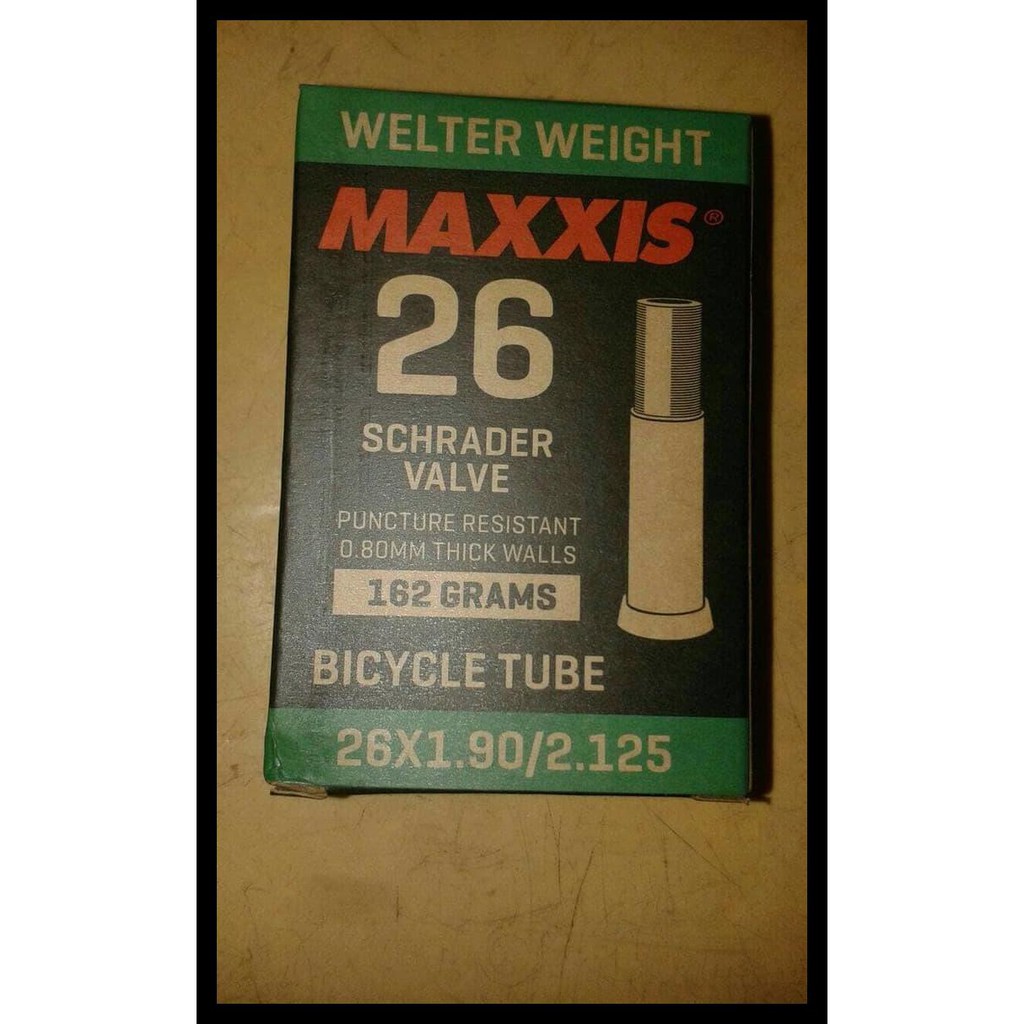 WELTER WEIGHT
MAXXIS®
26
SCHRADER
VALVE
PUNCTURE RESISTANT
0.80MM THICK WALLS
162 GRAMS
BICYCLE TUBE
26X1.90/2.125